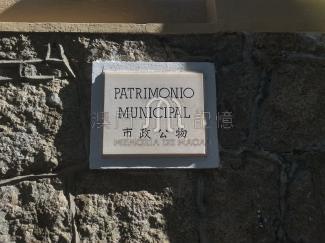 PATRIMONIO
MUNICIPAL
市政公物
澳門記憶
MEMÓRIA DE MACAU